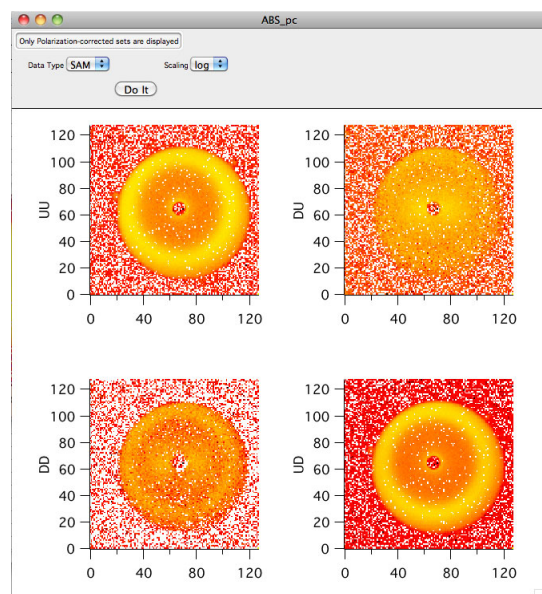 ABS_pc
Only Polarization-corrected sets are displayed
Data Type SAM Scaling log
Do It
120 120
100 100
80 80
UU 60 DU 60
40 40
20 20
0 0
0 40 80 120 0 40 80 120
120 120
100 100
80 80
DD 60 UD 60
40 40
20 20
0 0
0 40 80 120 0 40 80 120